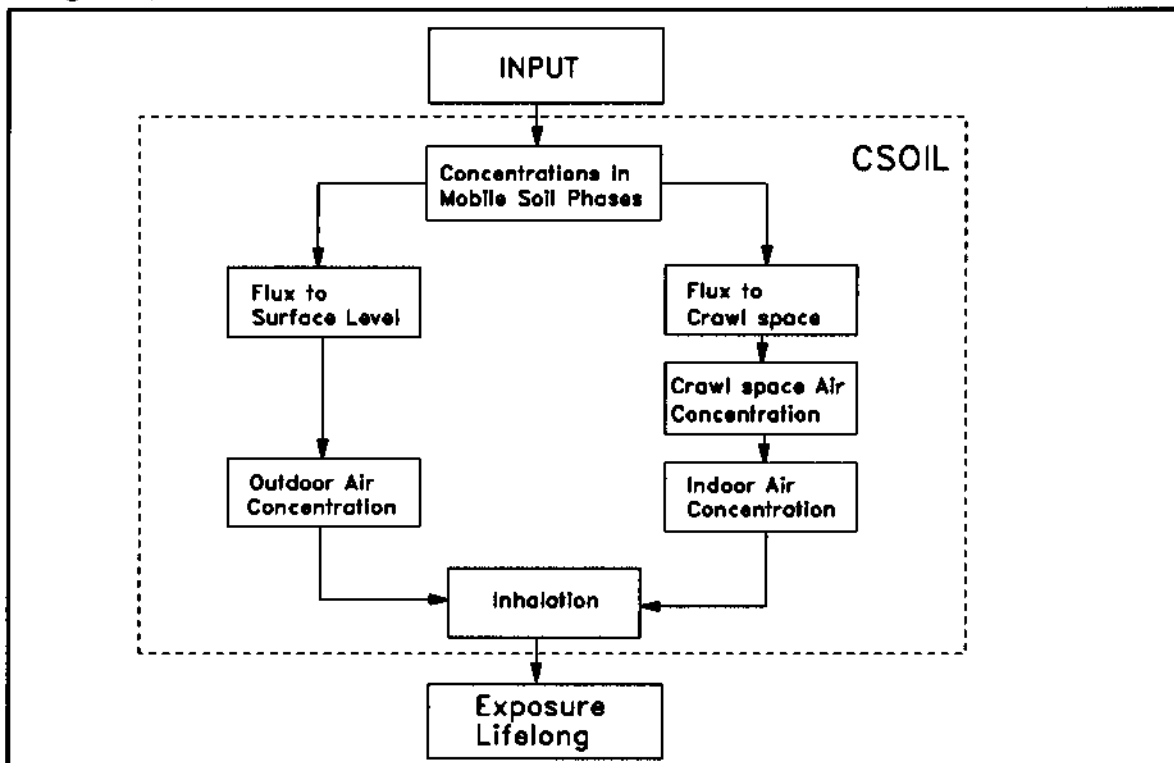 INPUT
CSOIL
Concentrations in
Mobile Soil Phases
Flux to
Surface Level
Flux to
Crawl space
Crawl space Air
Concentration
Outdoor Air
Concentration
Indoor Air
Concentration
Inhalation
Exposure
Lifelong